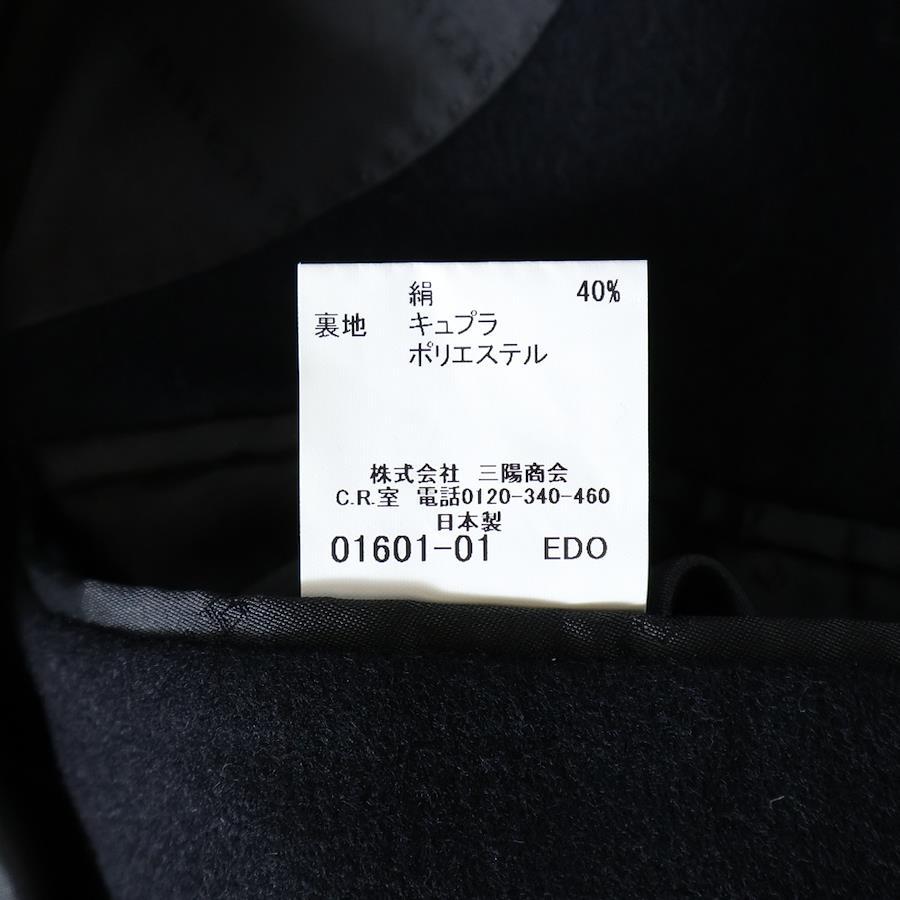 絹 40%
裏地 キュプラ
ポリエステル
株式会社 三陽商会
C.R.室 電話0120-340-460
日本製
01601-01 EDO